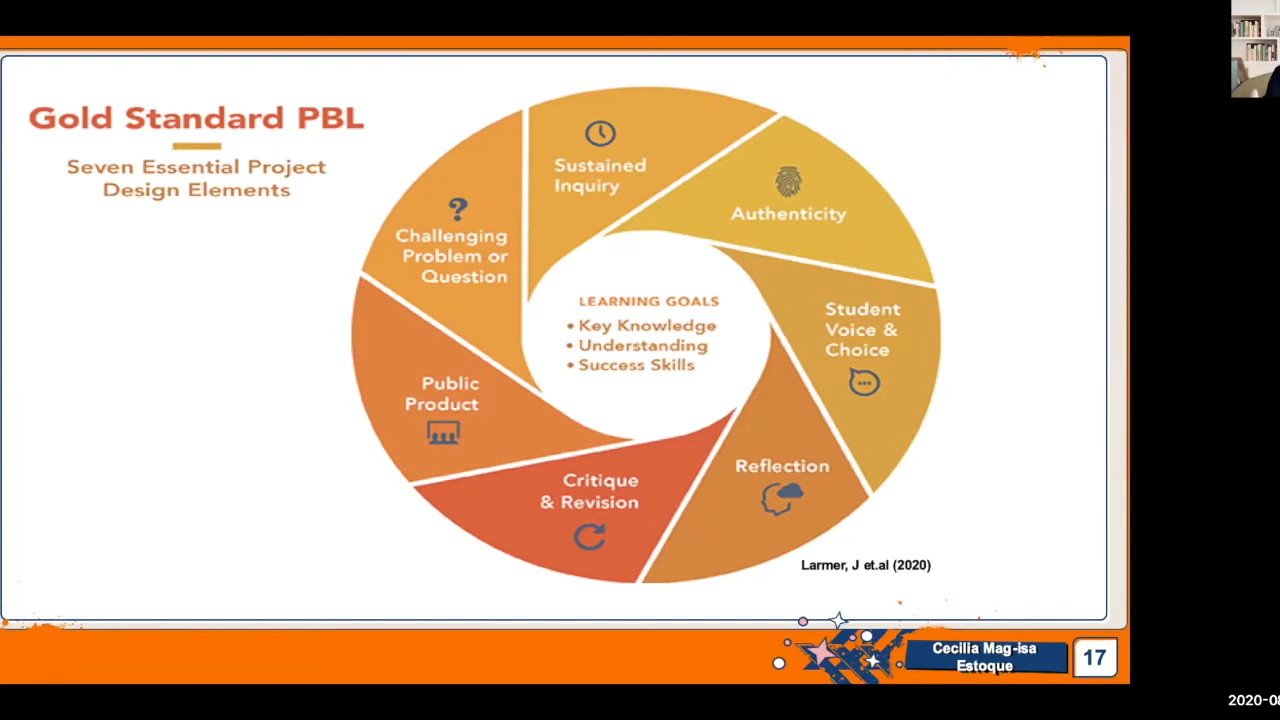 Gold Standard PBL
Seven Essential Project
Design Elements
?
Challenging
Problem or
Question
Sustained
Inquiry
Authenticity
Student
Voice &
Choice
Reflection
Critique
& Revision
Public
Product
LEARNING GOALS
• Key Knowledge
• Understanding
• Success Skills
Larmer, J et.al (2020)
Cecilia Mag-isa
Estoque
17